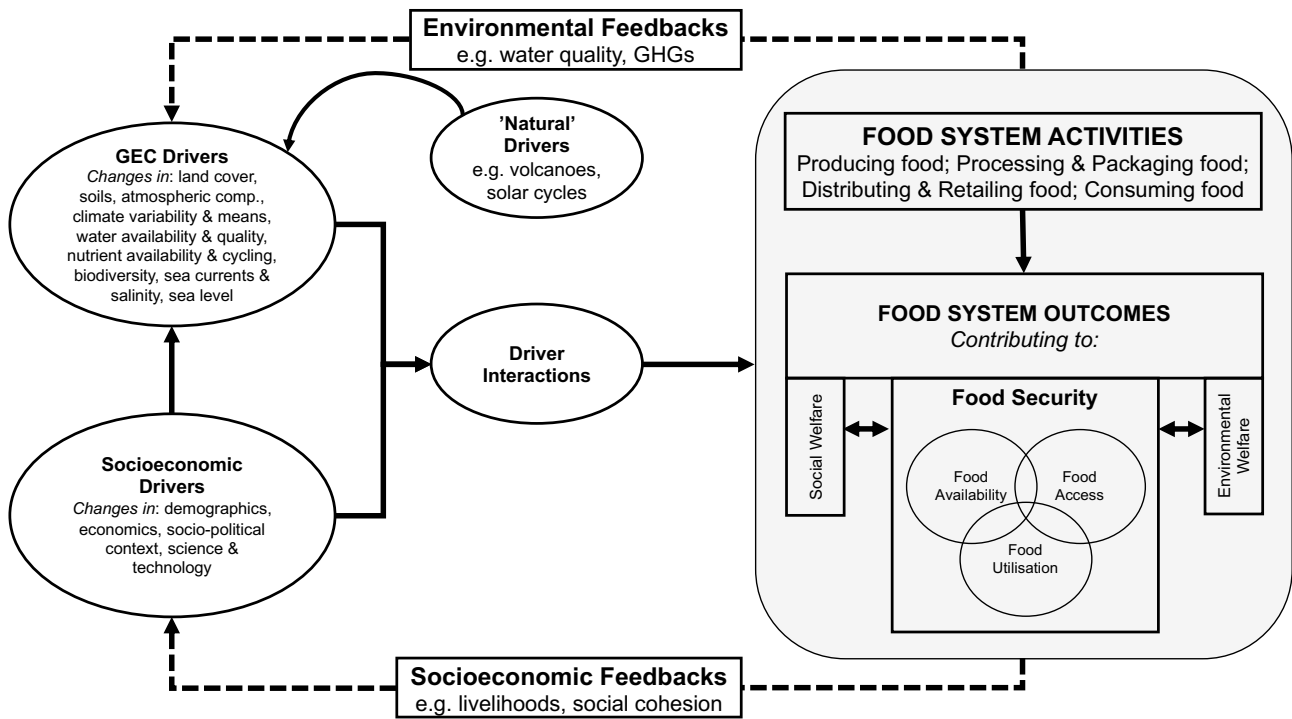 Environmental Feedbacks
e.g. water quality, GHGs
GEC Drivers
Changes in: land cover,
soils, atmospheric comp.,
climate variability & means,
water availability & quality,
nutrient availability & cycling,
biodiversity, sea currents &
salinity, sea level
’Natural’
Drivers
e.g. volcanoes,
solar cycles
FOOD SYSTEM ACTIVITIES
Producing food; Processing & Packaging food;
Distributing & Retailing food; Consuming food
Driver
Interactions
FOOD SYSTEM OUTCOMES
Contributing to:
Social Welfare
Food Security
Food
Availability
Food
Access
Food
Utilisation
Environmental
Welfare
Socioeconomic
Drivers
Changes in: demographics,
economics, socio-political
context, science &
technology
Socioeconomic Feedbacks
e.g. livelihoods, social cohesion